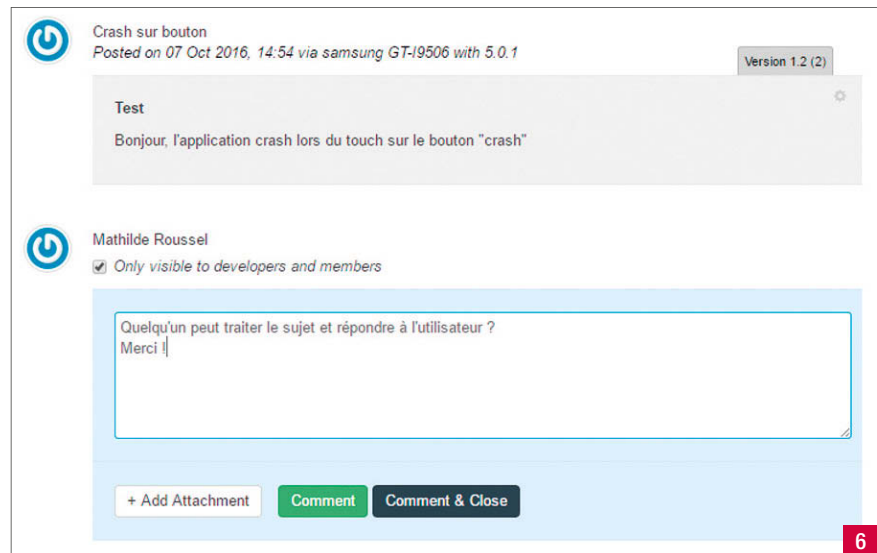 Crash sur bouton
Posted on 07 Oct 2016, 14:54 via samsung GT-I9506 with 5.0.1
Version 1.2 (2)
Test
Bonjour, l'application crash lors du touch sur le bouton "crash"
Mathilde Roussel
Only visible to developers and members
Quelqu'un peut traiter le sujet et répondre à l'utilisateur ?
Merci !
+ Add Attachment
Comment
Comment & Close
6